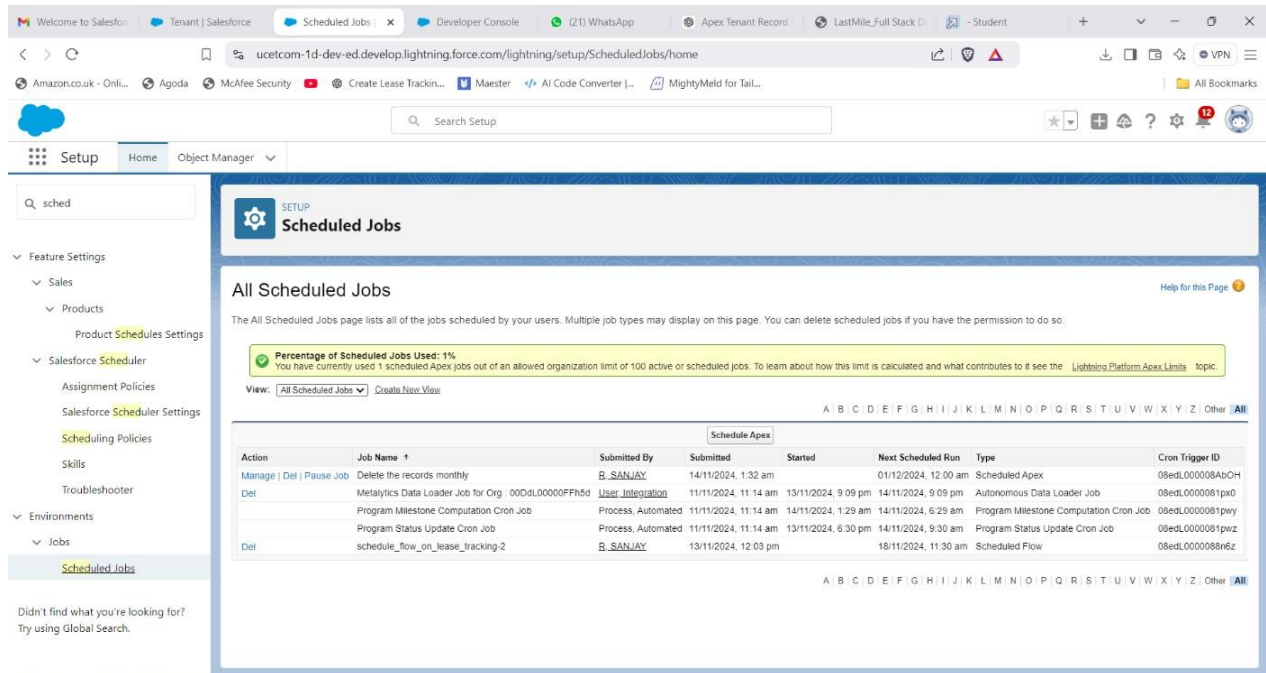 Welcome to Salesfor
Tenant | Salesforce
Scheduled Jobs |
Developer Console
(21) WhatsApp
Apex Tenant Record
LastMile_Full Stack D
- Student
ucetcom-1d-dev-ed.develop.lightning.force.com/lightning/setup/ScheduledJobs/home
VPN
Amazon.co.uk - Onli...
Agoda
McAfee Security
Create Lease Trackin...
Maester
AI Code Converter |...
MightyMeld for Tail...
All Bookmarks
Search Setup
12
Setup
Home
Object Manager
sched
Feature Settings
Sales
Products
Product Schedules Settings
Salesforce Scheduler
Assignment Policies
Salesforce Scheduler Settings
Scheduling Policies
Skills
Troubleshooter
Environments
Jobs
Scheduled Jobs
Didn't find what you're looking for?
Try using Global Search.
SETUP
Scheduled Jobs
All Scheduled Jobs
Help for this Page
The All Scheduled Jobs page lists all of the jobs scheduled by your users. Multiple job types may display on this page. You can delete scheduled jobs if you have the permission to do so.
Percentage of Scheduled Jobs Used: 1%
You have currently used 1 scheduled Apex jobs out of an allowed organization limit of 100 active or scheduled jobs. To learn about how this limit is calculated and what contributes to it see the Lightning Platform Apex Limits topic.
View: All Scheduled Jobs Create New View
A | B | C | D | E | F | G | H | I | J | K | L | M | N | O | P | Q | R | S | T | U | V | W | X | Y | Z | Other All
Schedule Apex
Action Job Name ↑ Submitted By Submitted Started Next Scheduled Run Type Cron Trigger ID
Manage | Del | Pause Job Delete the records monthly R, SANJAY 14/11/2024, 1:32 am 01/12/2024, 12:00 am Scheduled Apex 08edL000008AbOH
Del Metalytics Data Loader Job for Org : 00DdL00000FFh5d User, Integration 11/11/2024, 11:14 am 13/11/2024, 9:09 pm 14/11/2024, 9:09 pm Autonomous Data Loader Job 08edL0000081px0
Program Milestone Computation Cron Job Process, Automated 11/11/2024, 11:14 am 14/11/2024, 1:29 am 14/11/2024, 6:29 am Program Milestone Computation Cron Job 08edL0000081pwy
Program Status Update Cron Job Process, Automated 11/11/2024, 11:14 am 13/11/2024, 6:30 pm 14/11/2024, 9:30 am Program Status Update Cron Job 08edL0000081pwz
Del schedule_flow_on_lease_tracking-2 R, SANJAY 13/11/2024, 12:03 pm 18/11/2024, 11:30 am Scheduled Flow 08edL0000088n6z
A | B | C | D | E | F | G | H | I | J | K | L | M | N | O | P | Q | R | S | T | U | V | W | X | Y | Z | Other All